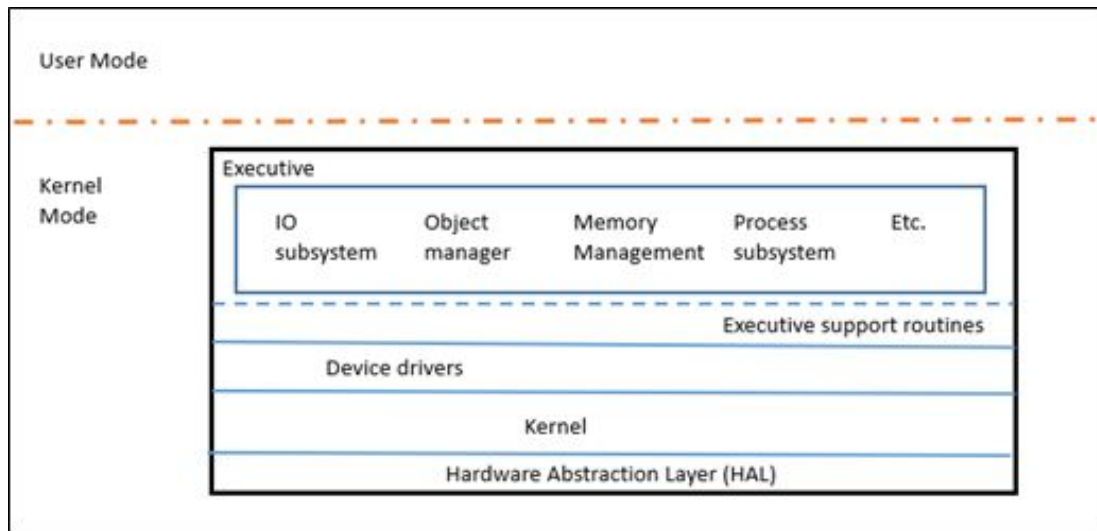 User Mode
Kernel
Mode
Executive
IO
subsystem
Object
manager
Memory
Management
Process
subsystem
Etc.
Executive support routines
Device drivers
Kernel
Hardware Abstraction Layer (HAL)